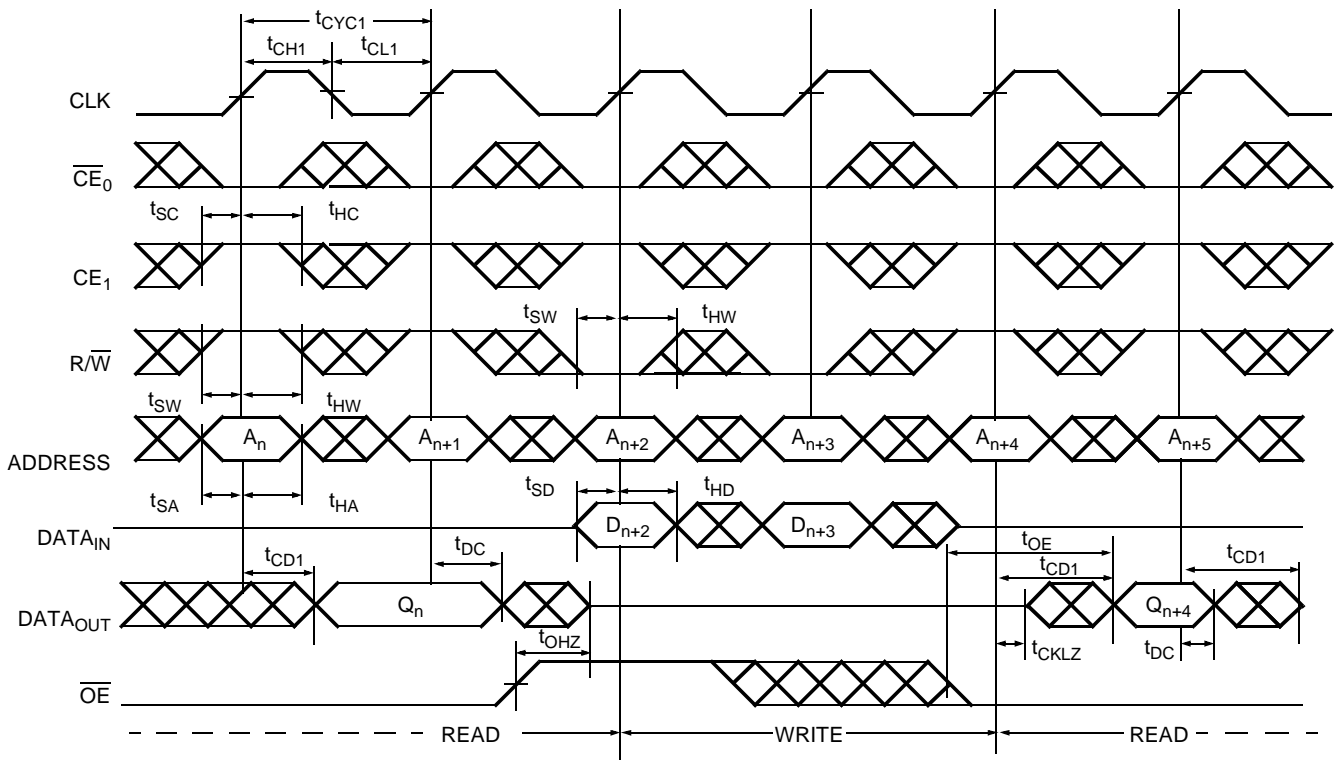 tCYC1
tCH1 tCL1
CLK
CE0
tSC tHC
CE1
tSW tHW
R/W
tSW tHW
An An+1 An+2 An+3 An+4 An+5
ADDRESS
tSA tHA tSD tHD
Dn+2 Dn+3
DATAIN
tOE
tCD1 tDC tCD1 tCD1
Qn Qn+4
DATAOUT
tOHZ tCKLZ tDC
OE
READ WRITE READ